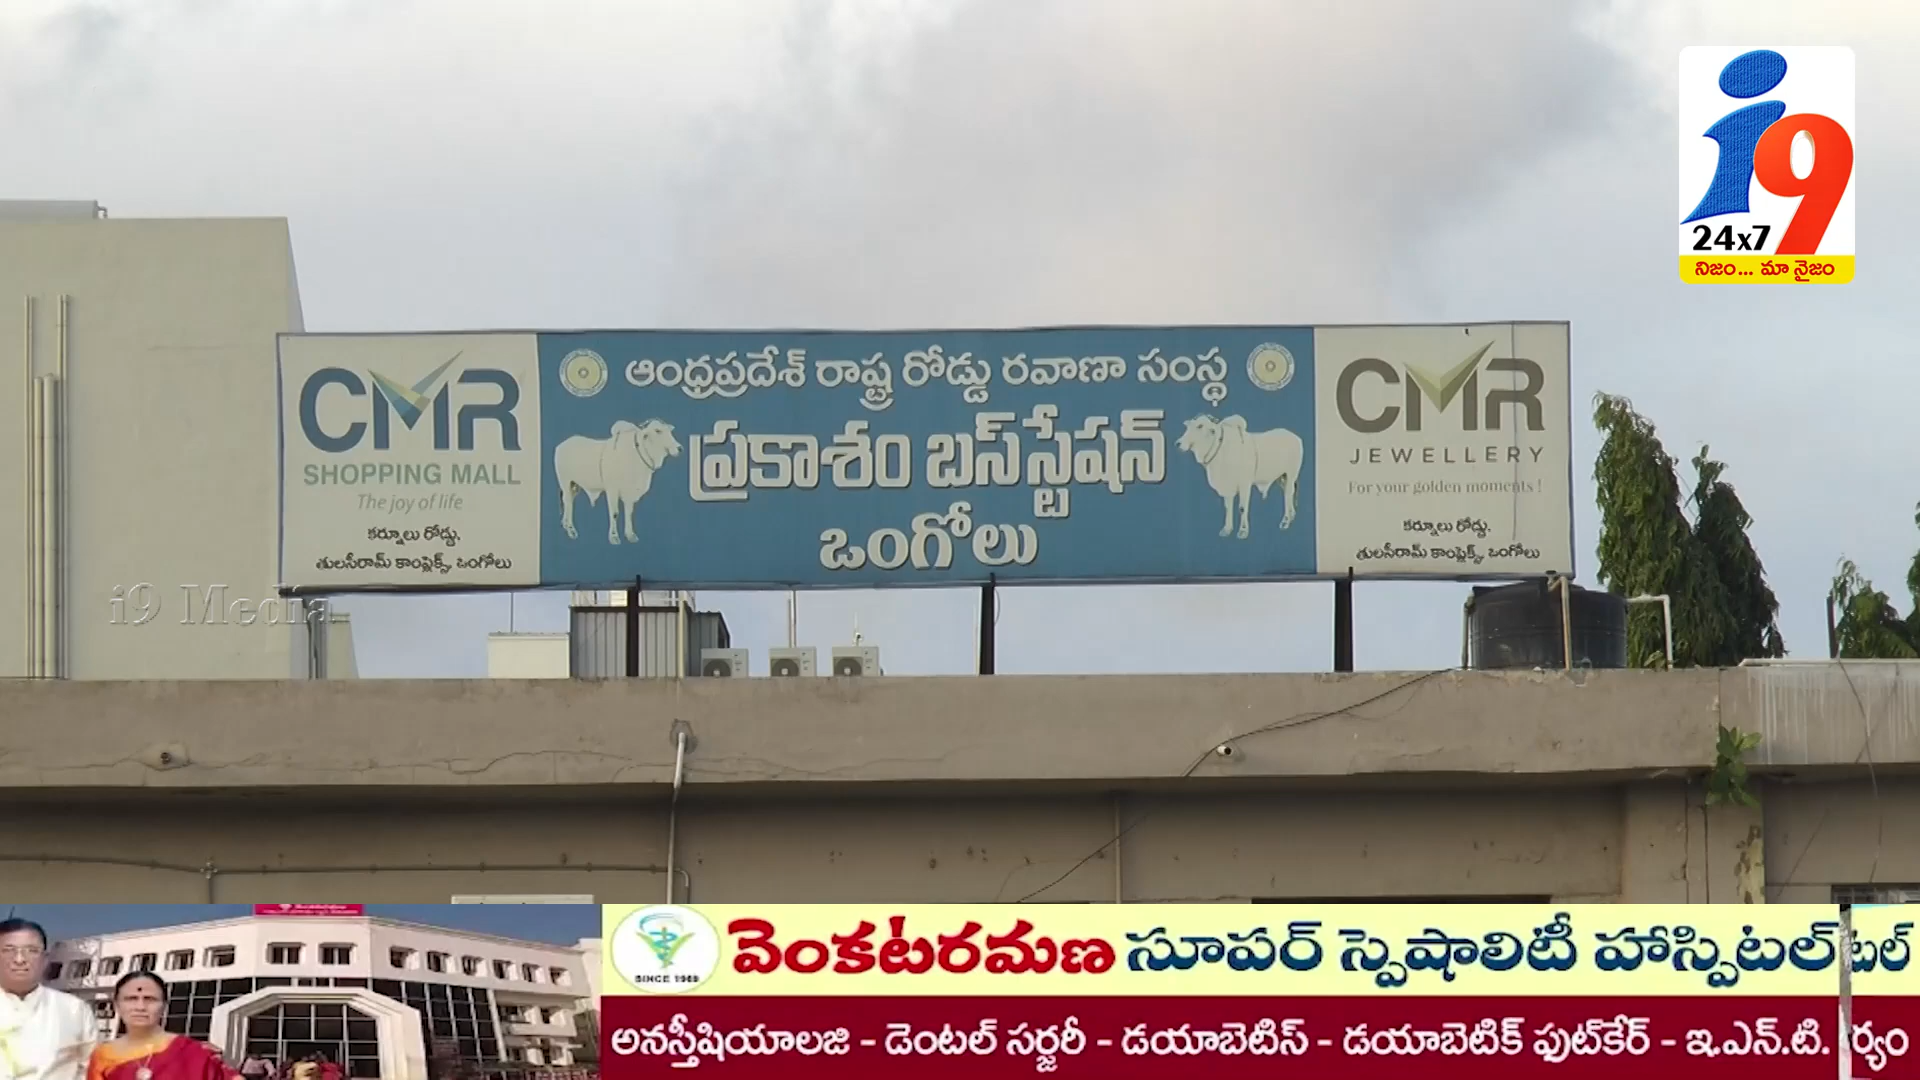 i9
24x7
నిజం... మా నైజం
CMR
SHOPPING MALL
The joy of life
కర్నూలు రోడ్డు,
తులసీరామ్ కాంప్లెక్స్, ఒంగోలు
ఆంధ్రప్రదేశ్ రాష్ట్ర రోడ్డు రవాణా సంస్థ
ప్రకాశం బస్‌స్టేషన్
ఒంగోలు
CMR
JEWELLERY
For your golden moments !
కర్నూలు రోడ్డు,
తులసీరామ్ కాంప్లెక్స్, ఒంగోలు
i9 Media
SINCE 1969
వెంకటరమణ సూపర్ స్పెషాలిటీ హాస్పిటల్ టల్
అనస్తీషియాలజి - డెంటల్ సర్జరీ - డయాబెటిస్ - డయాబెటిక్ ఫుట్‌కేర్ - ఇ.ఎన్.టి. ర్యం